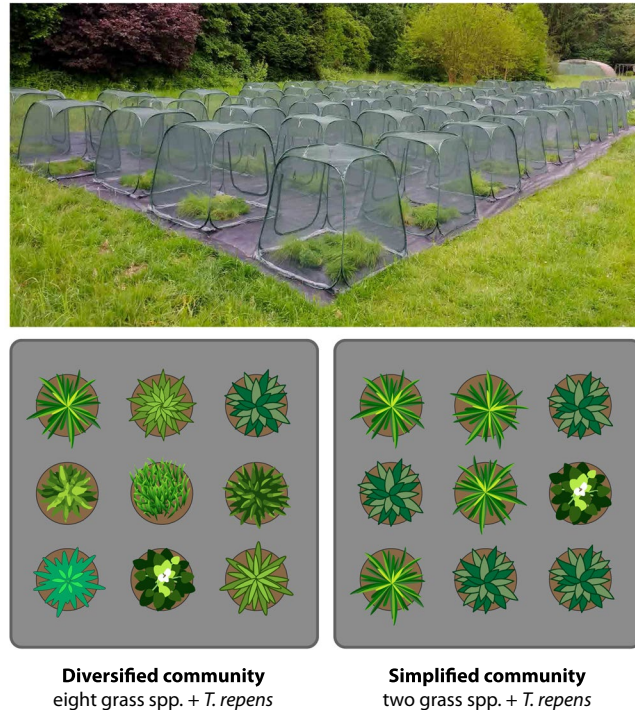 Diversified community
eight grass spp. + T. repens
Simplified community
two grass spp. + T. repens